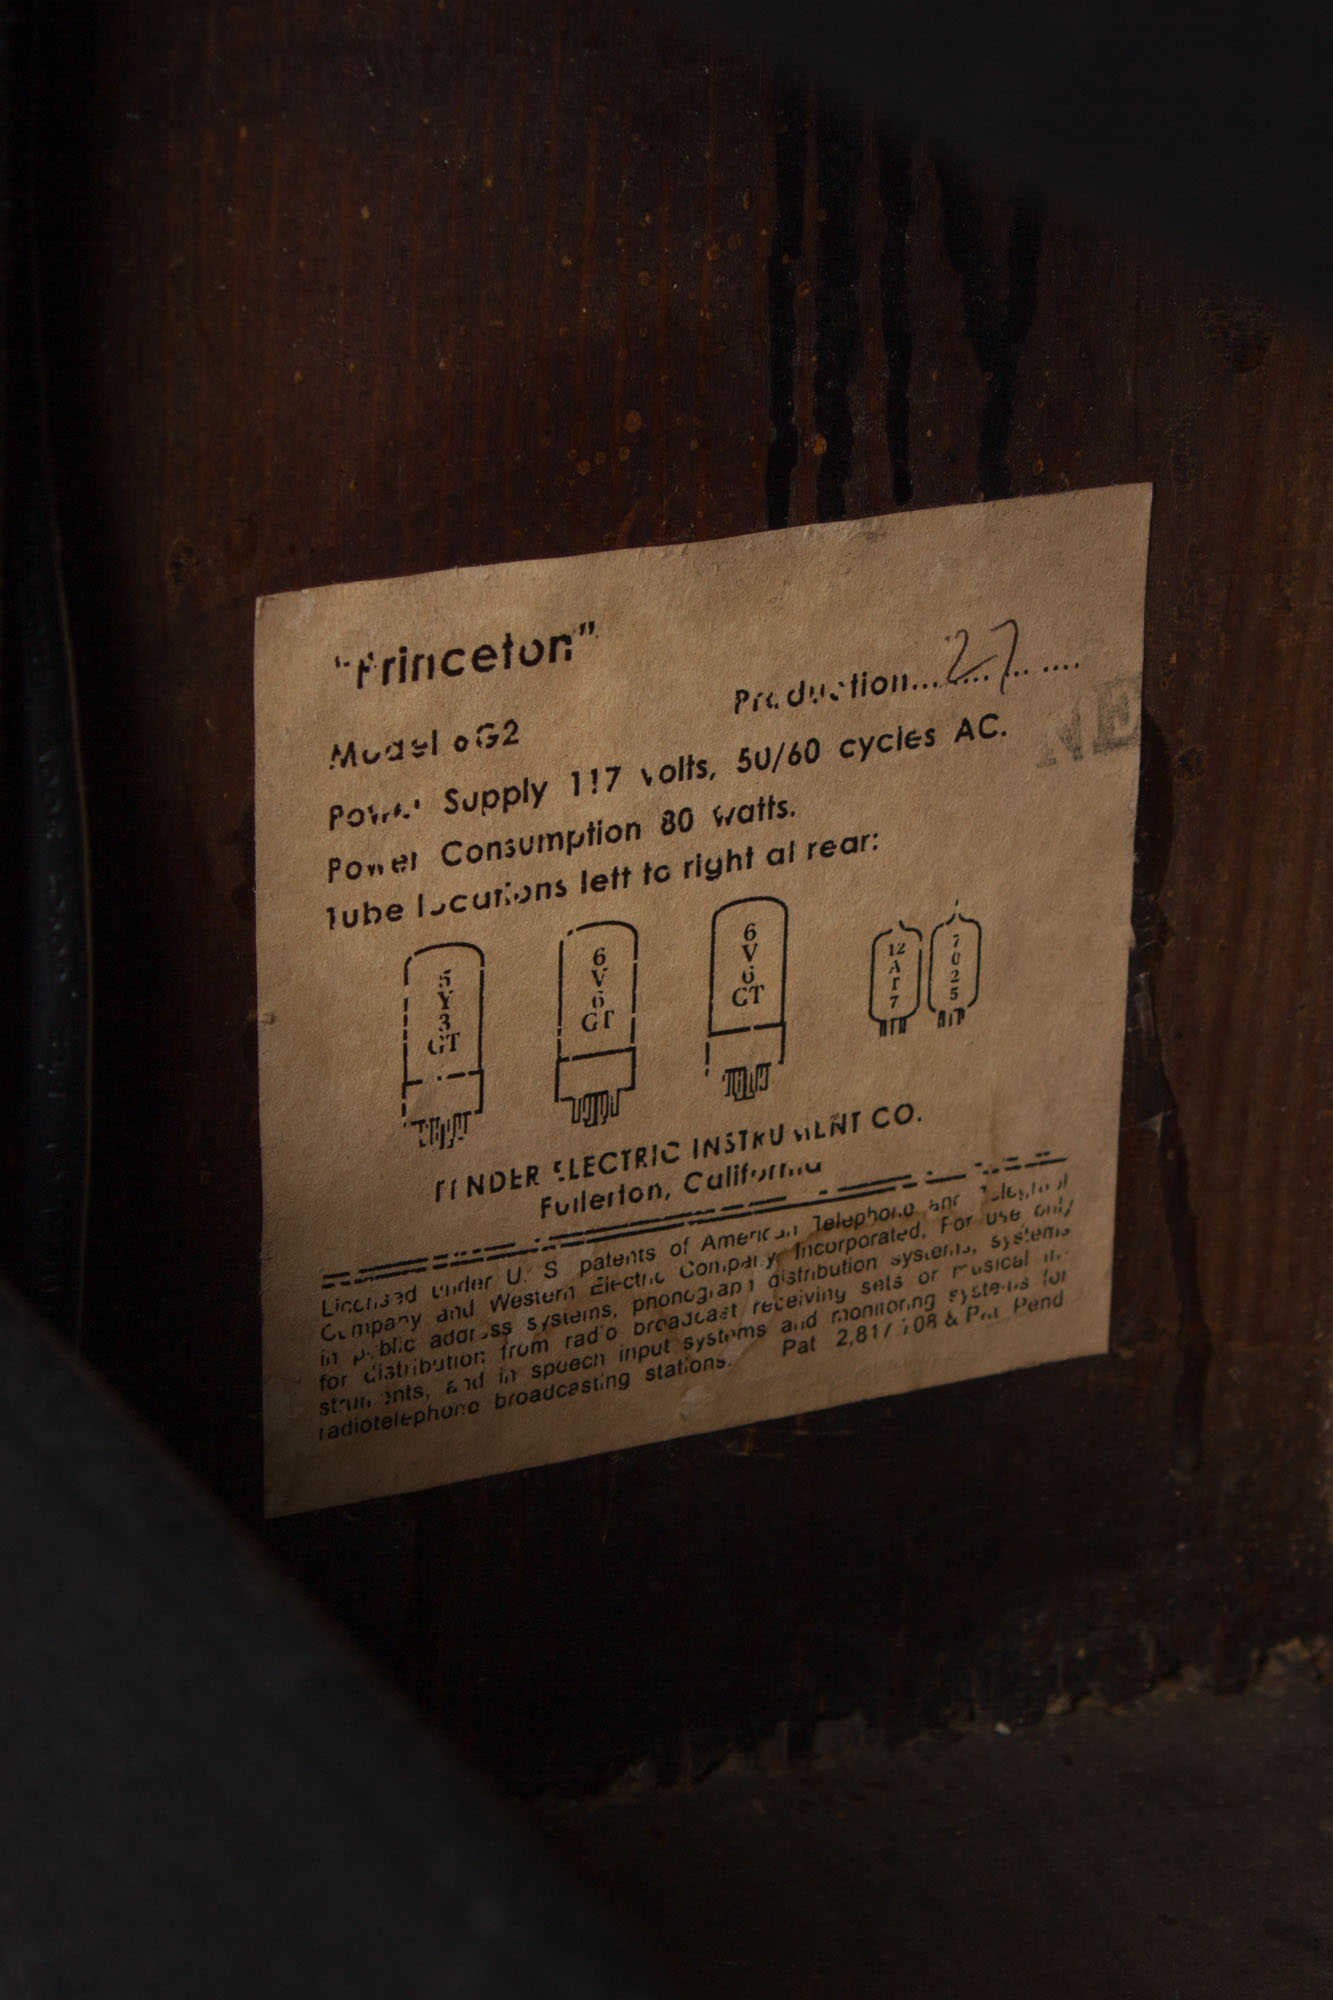 "Princeton"
Production.......27........
Model 6G2
Power Supply 117 volts, 50/60 cycles AC.
NE
Power Consumption 80 Watts.
Tube locations left to right at rear:
5Y3GT 6V6GT 6V6GT 12AT7 7025
FENDER ELECTRIC INSTRUMENT CO.
Fullerton, California
Licensed under U. S. patents of American Telephone and Telegraph
Company and Western Electric Company Incorporated, For use only
in public address systems, phonograph distribution systems, systems
for distribution from radio broadcast receiving sets or musical in-
struments, and in speech input systems and monitoring systems for
radiotelephone broadcasting stations. Pat 2,817,708 & Pat Pend